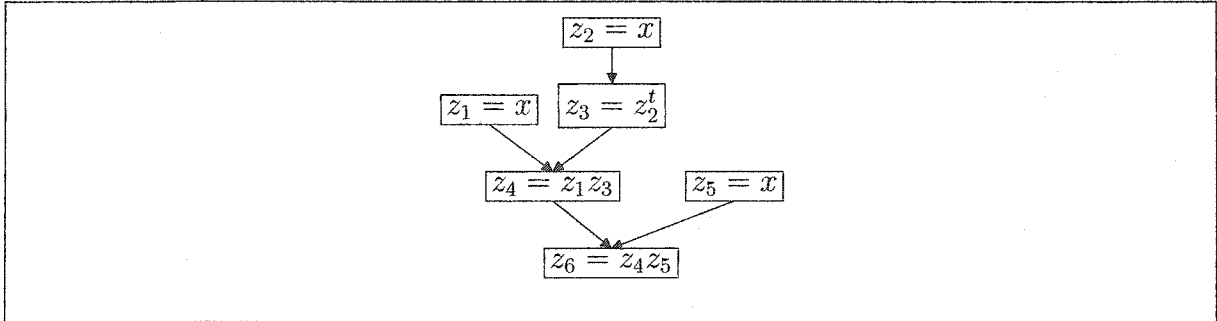 z_2 = x
z_1 = x
z_3 = z_2^t
z_4 = z_1 z_3
z_5 = x
z_6 = z_4 z_5